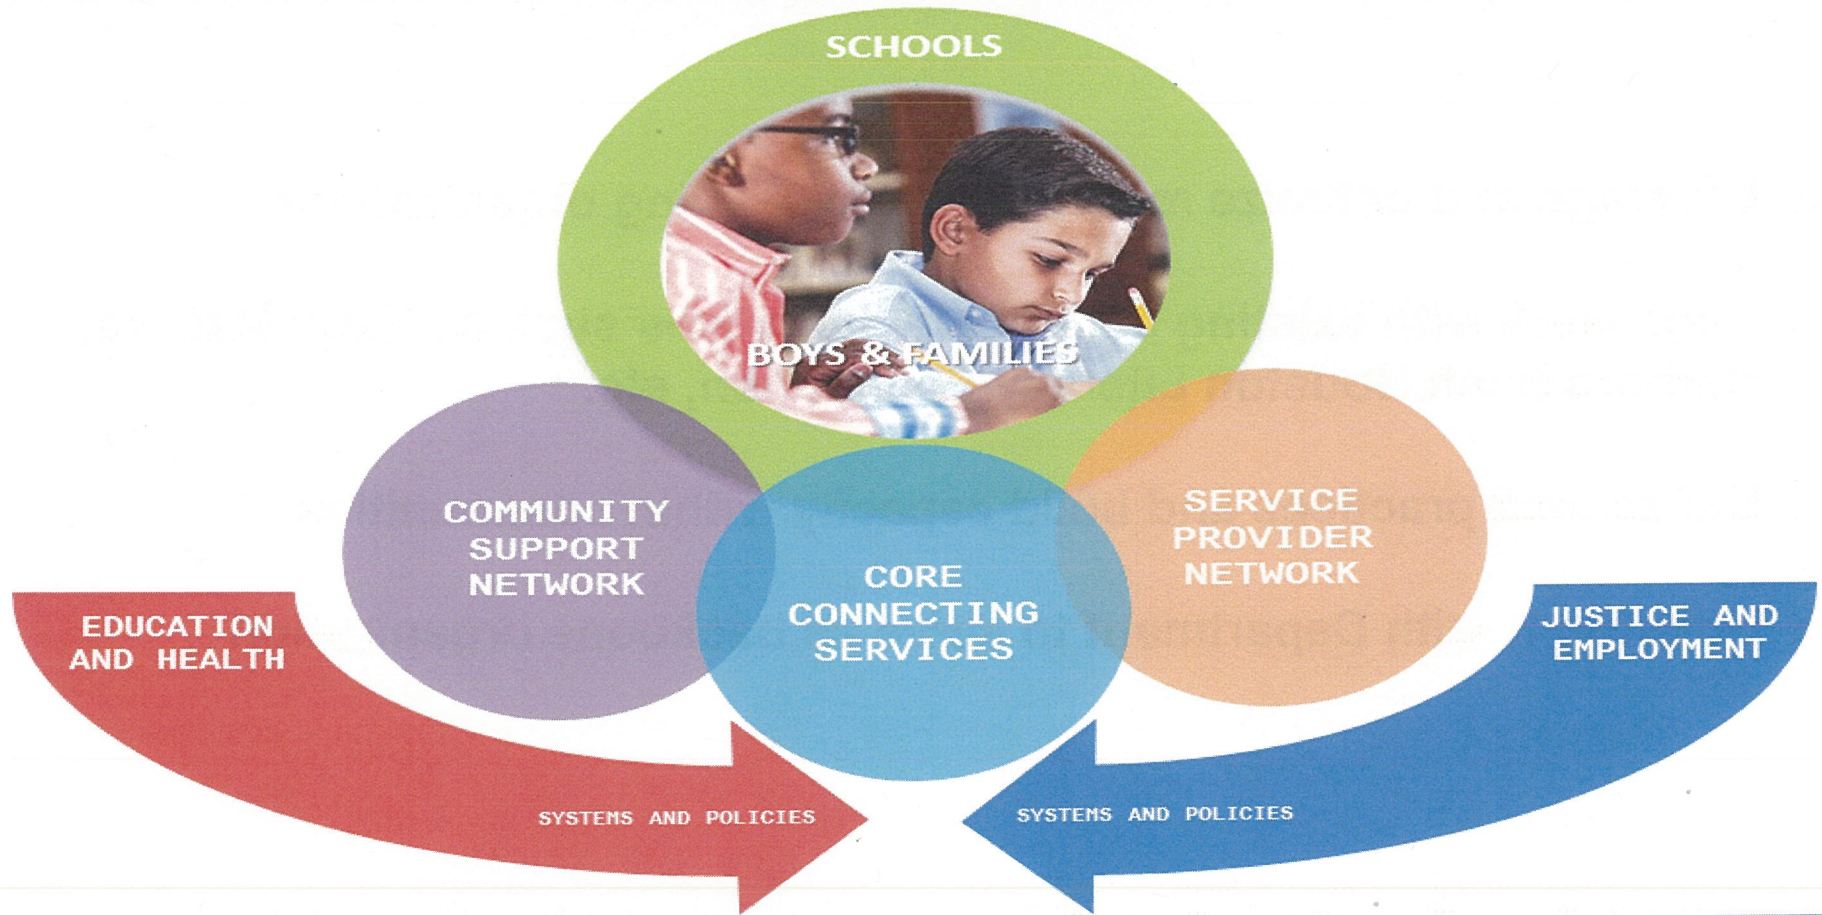 SCHOOLS
BOYS & FAMILIES
COMMUNITY
SUPPORT
NETWORK
CORE
CONNECTING
SERVICES
SERVICE
PROVIDER
NETWORK
EDUCATION
AND HEALTH
JUSTICE AND
EMPLOYMENT
SYSTEMS AND POLICIES
SYSTEMS AND POLICIES